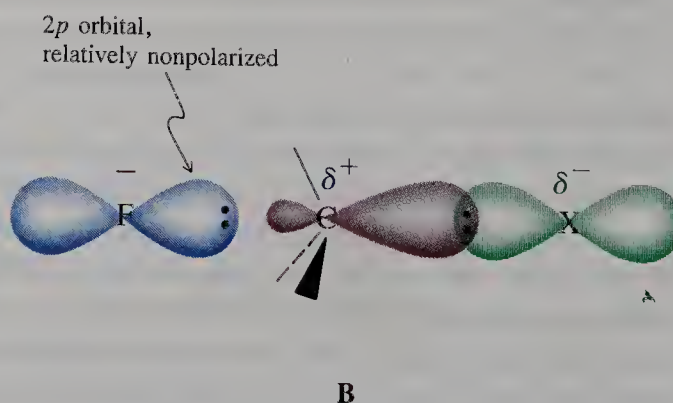 2p orbital,
relatively nonpolarized
−
F
δ+
C
δ−
X
B